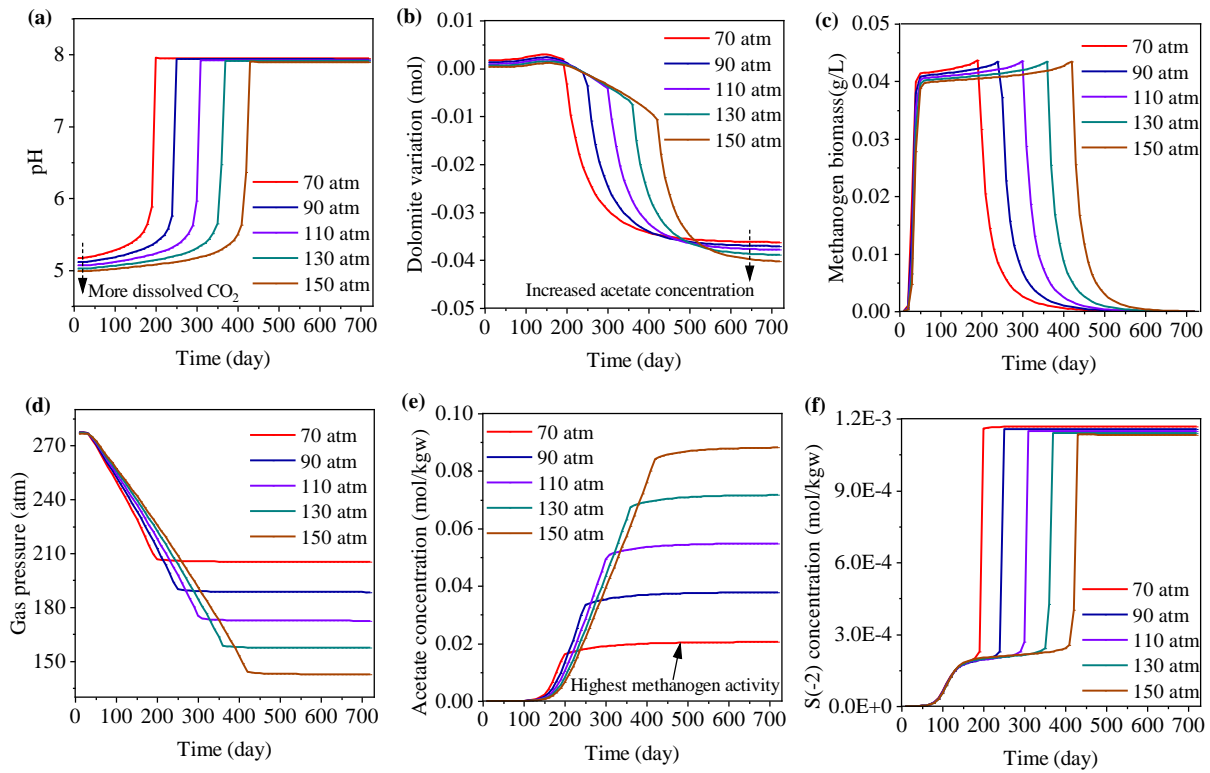 (a)
9
8
7
6
5
pH
70 atm
90 atm
110 atm
130 atm
150 atm
More dissolved CO₂
0 100 200 300 400 500 600 700
Time (day)
(b)
0.01
0.00
-0.01
-0.02
-0.03
-0.04
-0.05
Dolomite variation (mol)
70 atm
90 atm
110 atm
130 atm
150 atm
Increased acetate concentration
0 100 200 300 400 500 600 700
Time (day)
(c)
0.05
0.04
0.03
0.02
0.01
0.00
Methanogen biomass(g/L)
70 atm
90 atm
110 atm
130 atm
150 atm
0 100 200 300 400 500 600 700
Time (day)
(d)
270
240
210
180
150
Gas pressure (atm)
70 atm
90 atm
110 atm
130 atm
150 atm
0 100 200 300 400 500 600 700
Time (day)
(e)
0.10
0.08
0.06
0.04
0.02
0.00
Acetate concentration (mol/kgw)
70 atm
90 atm
110 atm
130 atm
150 atm
Highest methanogen activity
0 100 200 300 400 500 600 700
Time (day)
(f)
1.2E-3
9.0E-4
6.0E-4
3.0E-4
0.0E+0
S(-2) concentration (mol/kgw)
70 atm
90 atm
110 atm
130 atm
150 atm
0 100 200 300 400 500 600 700
Time (day)